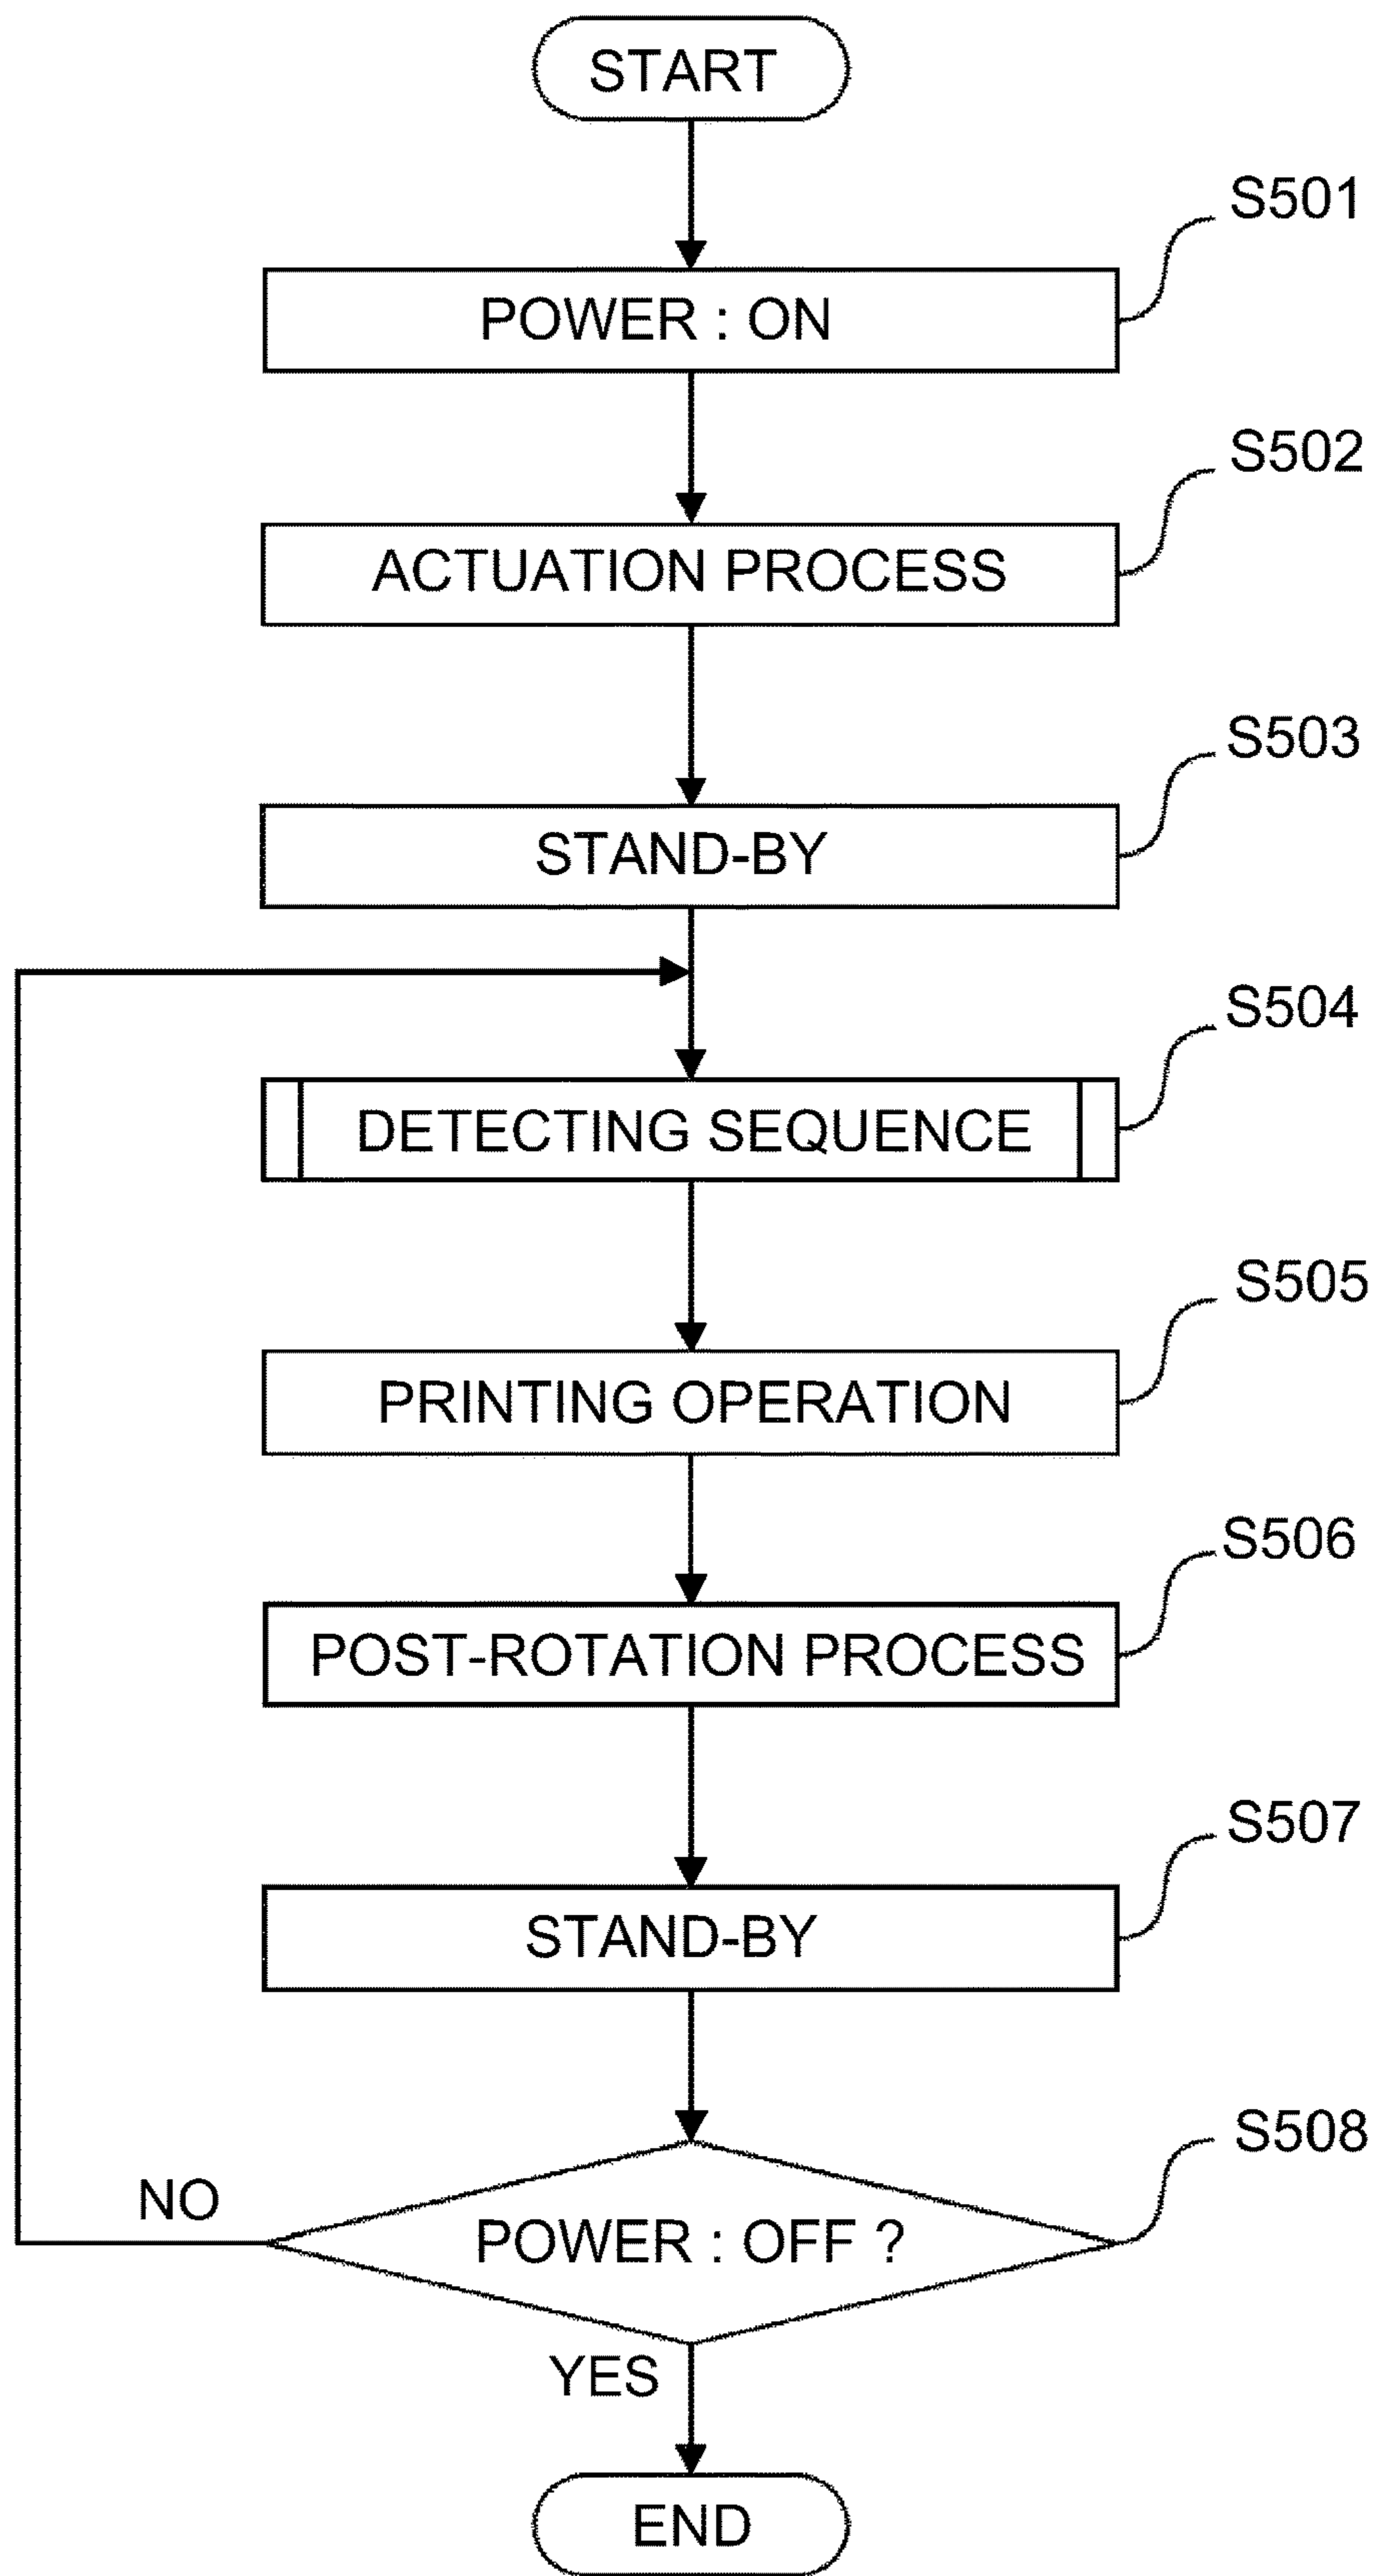 START
S501
POWER : ON
S502
ACTUATION PROCESS
S503
STAND-BY
S504
DETECTING SEQUENCE
S505
PRINTING OPERATION
S506
POST-ROTATION PROCESS
S507
STAND-BY
S508
NO
POWER : OFF ?
YES
END